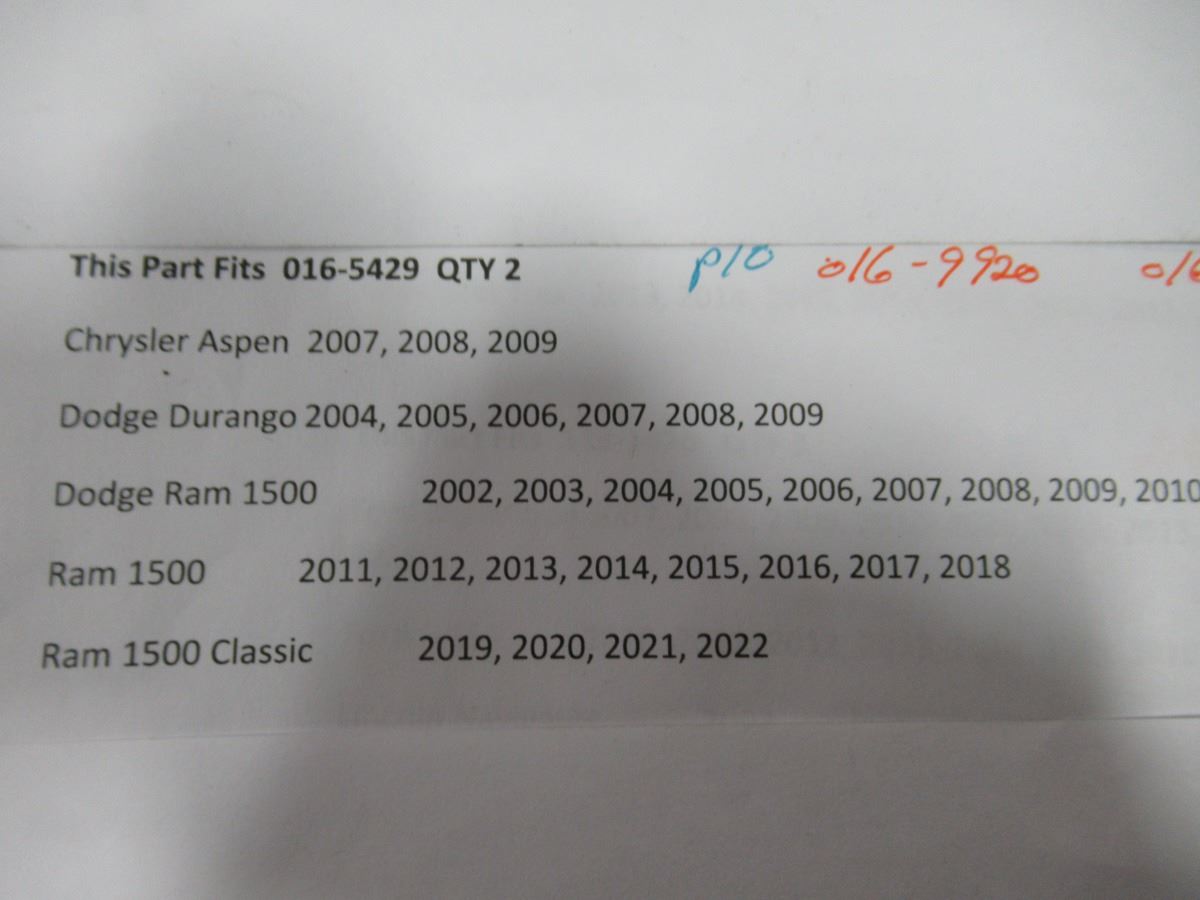 This Part Fits 016-5429 QTY 2 p10 016-9920 016
Chrysler Aspen 2007, 2008, 2009
Dodge Durango 2004, 2005, 2006, 2007, 2008, 2009
Dodge Ram 1500 2002, 2003, 2004, 2005, 2006, 2007, 2008, 2009, 2010
Ram 1500 2011, 2012, 2013, 2014, 2015, 2016, 2017, 2018
Ram 1500 Classic 2019, 2020, 2021, 2022